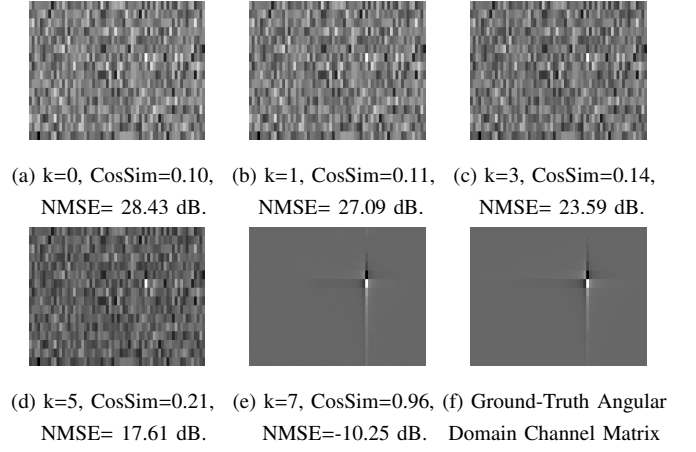 (a) k=0, CosSim=0.10,
NMSE= 28.43 dB.
(b) k=1, CosSim=0.11,
NMSE= 27.09 dB.
(c) k=3, CosSim=0.14,
NMSE= 23.59 dB.
(d) k=5, CosSim=0.21,
NMSE= 17.61 dB.
(e) k=7, CosSim=0.96,
NMSE=-10.25 dB.
(f) Ground-Truth Angular
Domain Channel Matrix